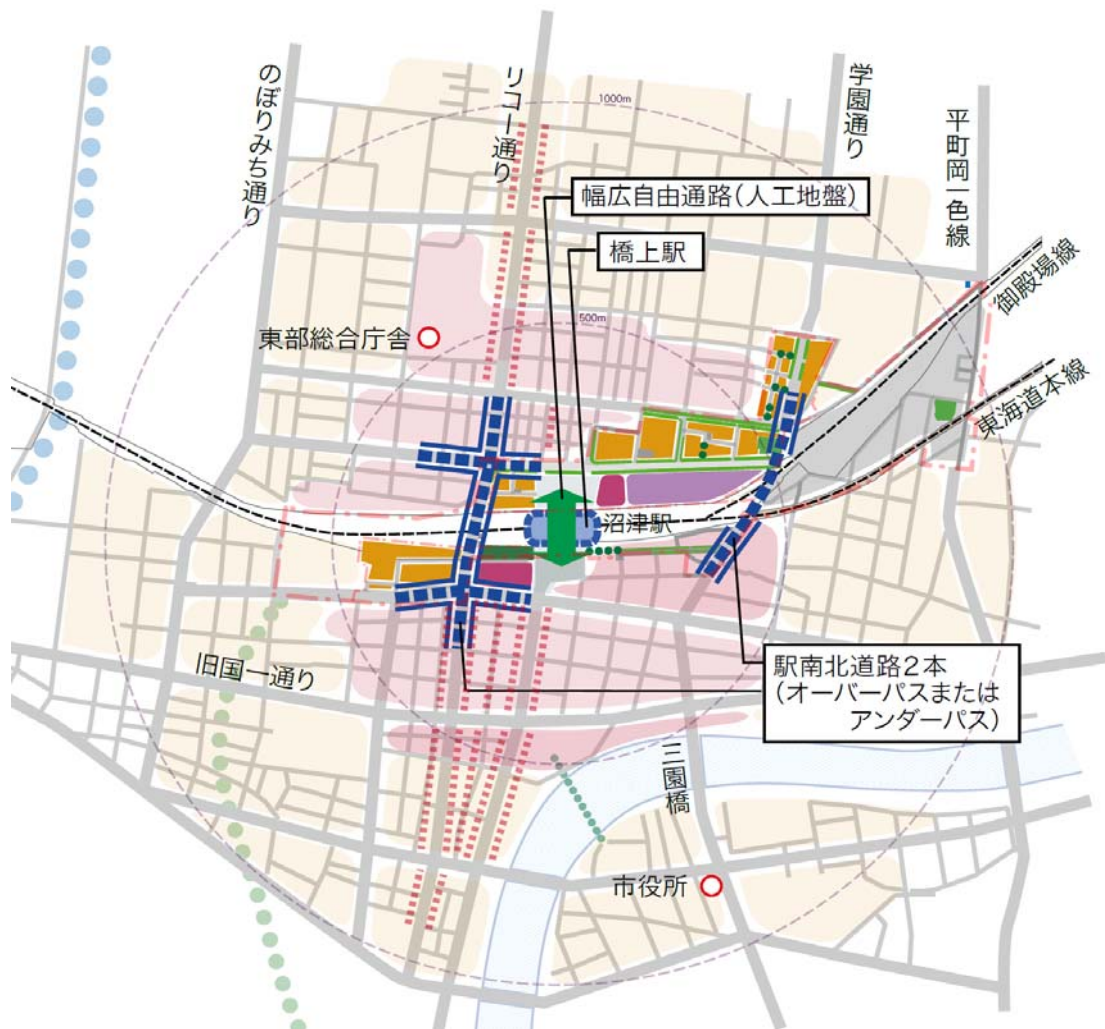 のぼりみち通り
リコー通り
学園通り
平町岡一色線
1000m
幅広自由通路(人工地盤)
橋上駅
御殿場線
500m
東部総合庁舎
東海道本線
沼津駅
駅南北道路2本
(オーバーパスまたは
アンダーパス)
旧国一通り
三園橋
市役所